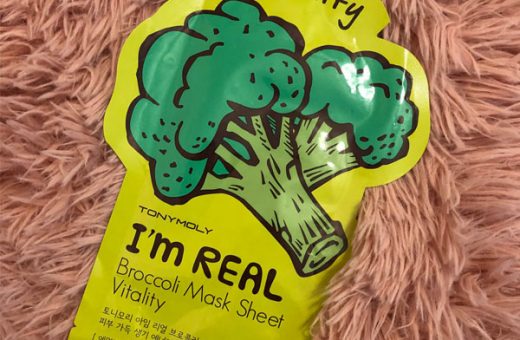 TONYMOLY
I'm REAL
Broccoli Mask Sheet
Vitality
토니모리 아임 리얼 브로콜리
피부 가득 생기